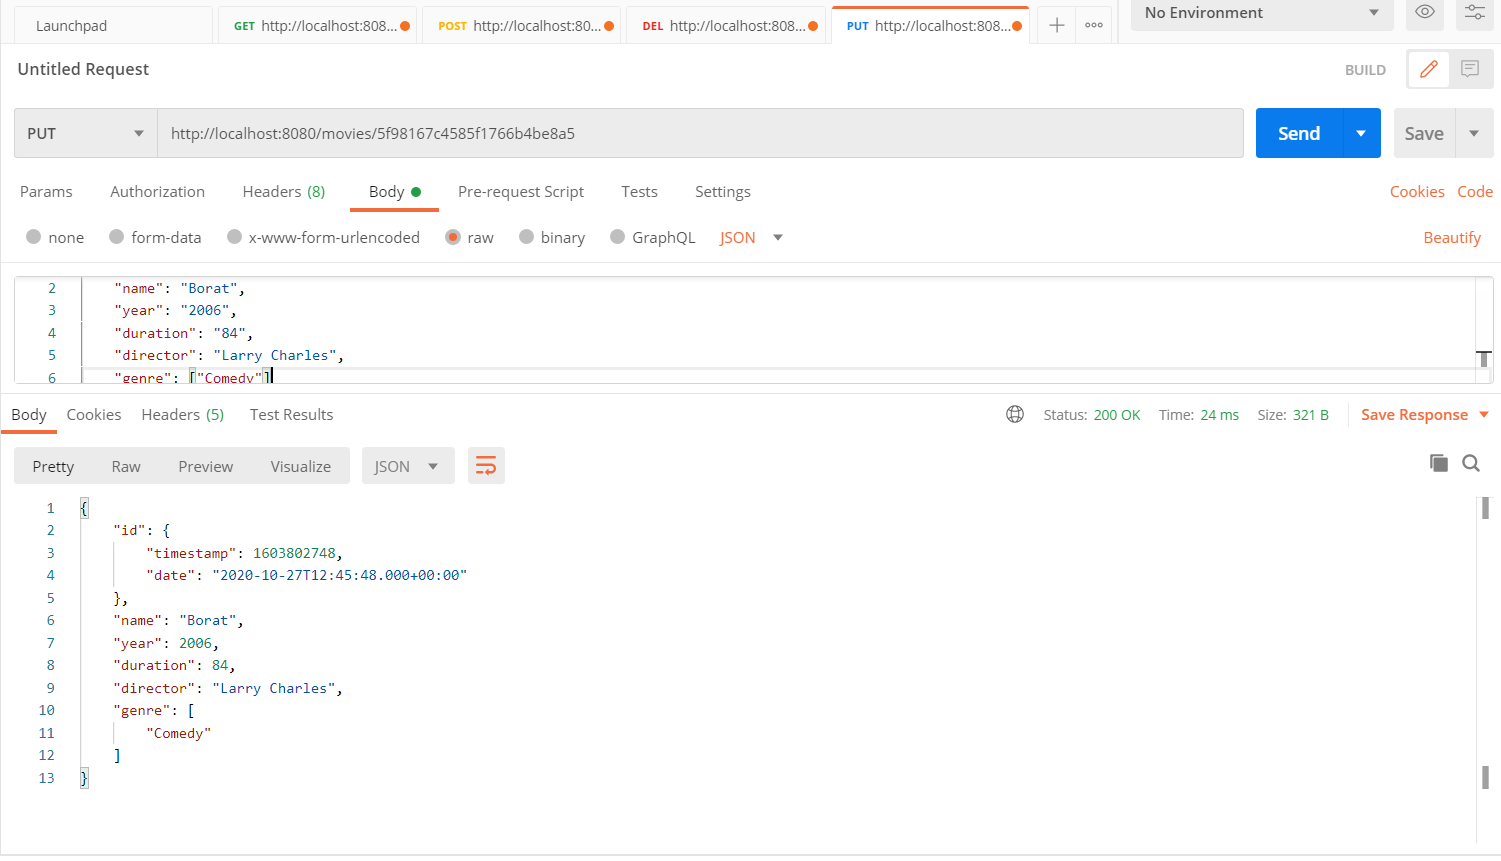 Launchpad
GET http://localhost:808...
POST http://localhost:80...
DEL http://localhost:808...
PUT http://localhost:808...
No Environment
Untitled Request
BUILD
PUT
http://localhost:8080/movies/5f98167c4585f1766b4be8a5
Send
Save
Params
Authorization
Headers (8)
Body
Pre-request Script
Tests
Settings
Cookies
Code
none
form-data
x-www-form-urlencoded
raw
binary
GraphQL
JSON
Beautify
2 "name": "Borat",
3 "year": "2006",
4 "duration": "84",
5 "director": "Larry Charles",
6 "genre": ["Comedy"]
Body
Cookies
Headers (5)
Test Results
Status: 200 OK
Time: 24 ms
Size: 321 B
Save Response
Pretty
Raw
Preview
Visualize
JSON
1 {
2 "id": {
3 "timestamp": 1603802748,
4 "date": "2020-10-27T12:45:48.000+00:00"
5 },
6 "name": "Borat",
7 "year": 2006,
8 "duration": 84,
9 "director": "Larry Charles",
10 "genre": [
11 "Comedy"
12 ]
13 }